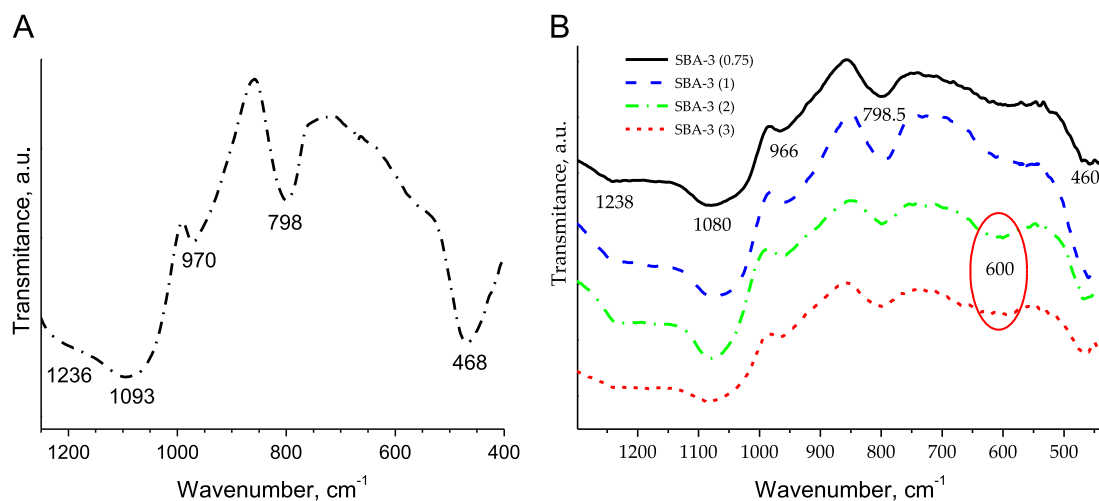 A
Transmitance, a.u.
1236
1093
970
798
468
1200
1000
800
600
400
Wavenumber, cm-1
B
SBA-3 (0.75)
SBA-3 (1)
SBA-3 (2)
SBA-3 (3)
Transmitance, a.u.
1238
1080
966
798.5
600
460
1200
1100
1000
900
800
700
600
500
Wavenumber, cm-1